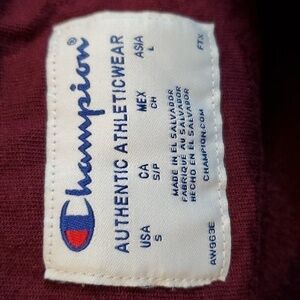 Champion®
AUTHENTIC ATHLETICWEAR
USA CA MEX ASIA
S S/P CH L
MADE IN EL SALVADOR
FABRIQUÉ AU SALVADOR
HECHO EN EL SALVADOR
CHAMPION.COM
AW963E FTX